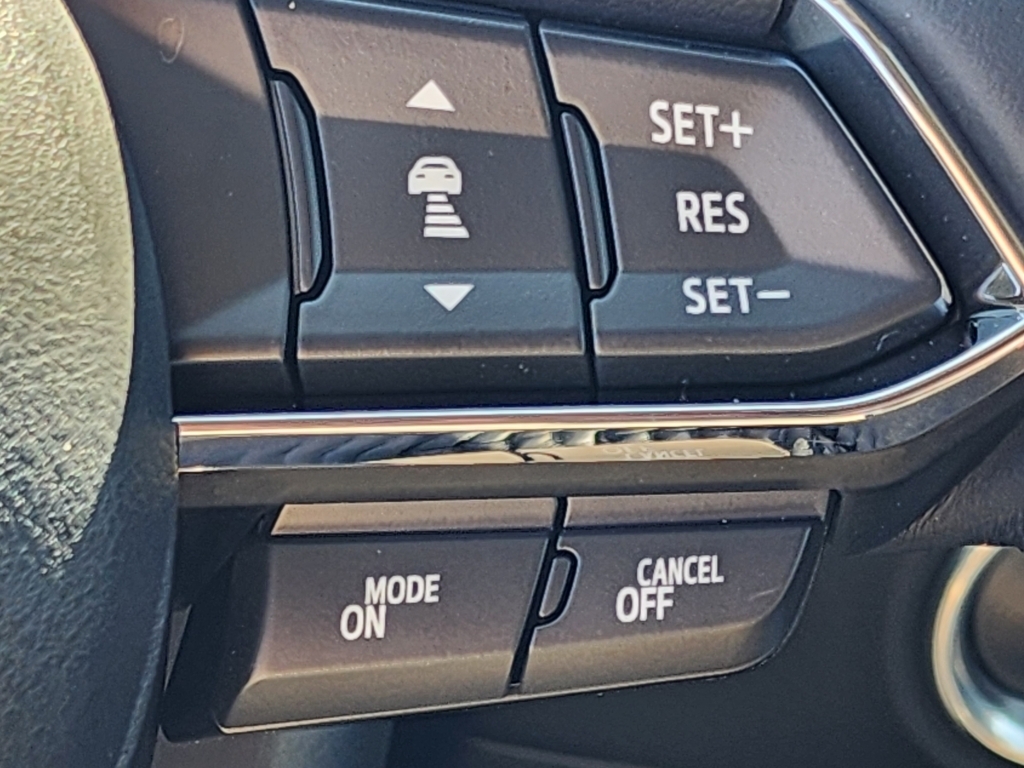 SET+
RES
SET−
MODE
ON
CANCEL
OFF